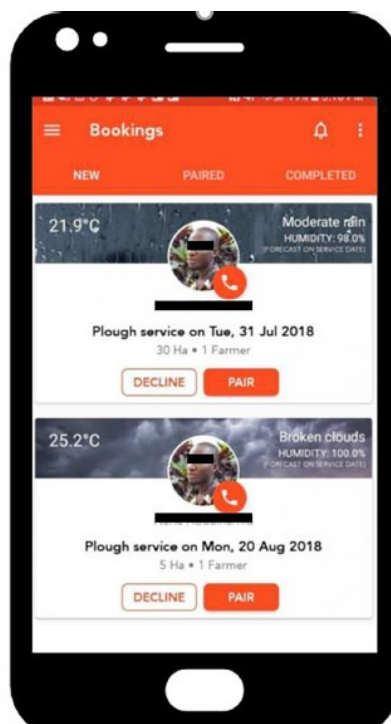 Bookings
NEW PAIRED COMPLETED
21.9°C
Moderate rain
HUMIDITY: 98.0%
(FORECAST ON SERVICE DATE)
Plough service on Tue, 31 Jul 2018
30 Ha • 1 Farmer
DECLINE PAIR
25.2°C
Broken clouds
HUMIDITY: 100.0%
(FORECAST ON SERVICE DATE)
Plough service on Mon, 20 Aug 2018
5 Ha • 1 Farmer
DECLINE PAIR